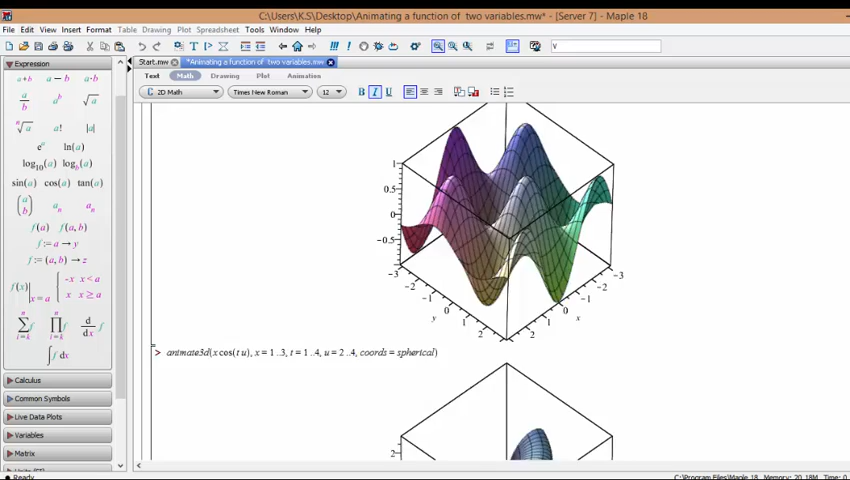 C:\Users\K.S\Desktop\Animating a function of two variables.mw* - [Server 7] - Maple 18
File Edit View Insert Format Table Drawing Plot Spreadsheet Tools Window Help
Start.mw *Animating a function of two variables.mw
Text Math Drawing Plot Animation
2D Math Times New Roman 12 B I U
Expression
a+b a − b a·b
a/b a^b √a
ⁿ√a a! |a|
e^a ln(a)
log10(a) log_b(a)
sin(a) cos(a) tan(a)
(a b) a_n a_n
f(a) f(a, b)
f := a → y
f := (a, b) → z
f(x)| x = a { -x x < a
x x ≥ a
n ∑ f i=k n ∏ f i=k d/dx f
∫ f dx
Calculus
Common Symbols
Live Data Plots
Variables
Matrix
Ready
1
0.5
0
−0.5
−3 −2 −1 0 1 2
y
2 1 0 −1 −2 −3
x
> animate3d(x cos(t u), x = 1 ..3, t = 1 ..4, u = 2 ..4, coords = spherical)
2
C:\Program Files\Maple 18 Memory: 20.18M Time: 0.